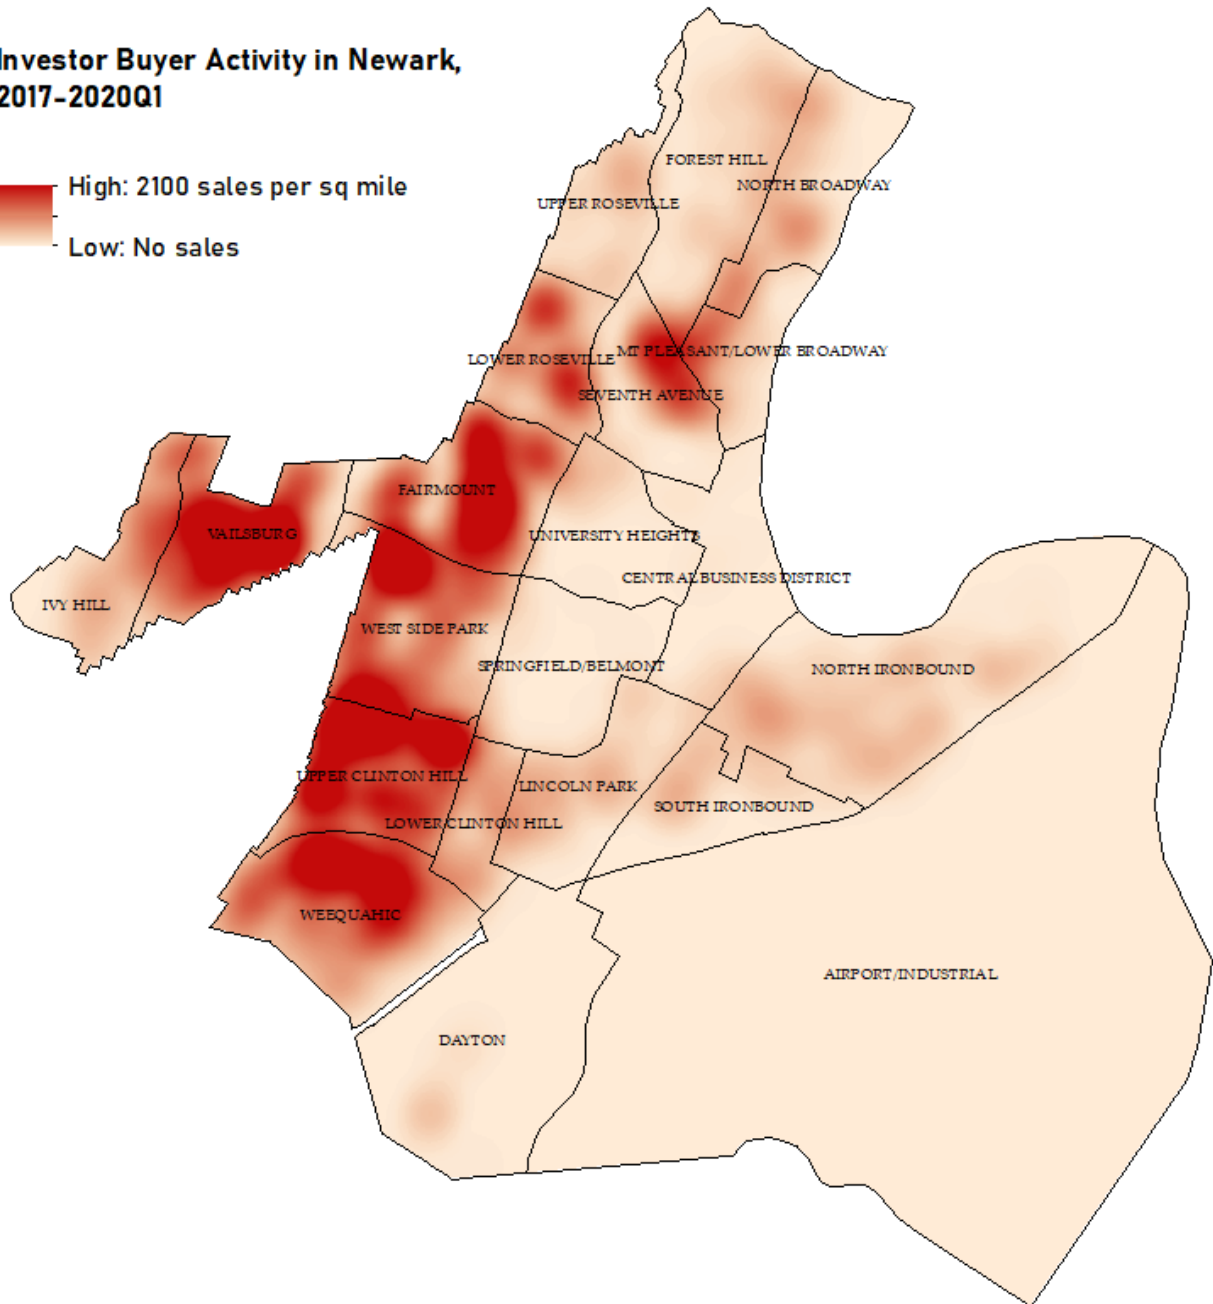 Investor Buyer Activity in Newark,
2017-2020Q1
High: 2100 sales per sq mile
Low: No sales
FOREST HILL
NORTH BROADWAY
UPPER ROSEVILLE
MT PLEASANT/LOWER BROADWAY
LOWER ROSEVILLE
SEVENTH AVENUE
FAIRMOUNT
VAILSBURG
UNIVERSITY HEIGHTS
CENTRAL BUSINESS DISTRICT
IVY HILL
WEST SIDE PARK
SPRINGFIELD/BELMONT
NORTH IRONBOUND
UPPER CLINTON HILL
LINCOLN PARK
SOUTH IRONBOUND
LOWER CLINTON HILL
WEEQUAHIC
AIRPORT/INDUSTRIAL
DAYTON